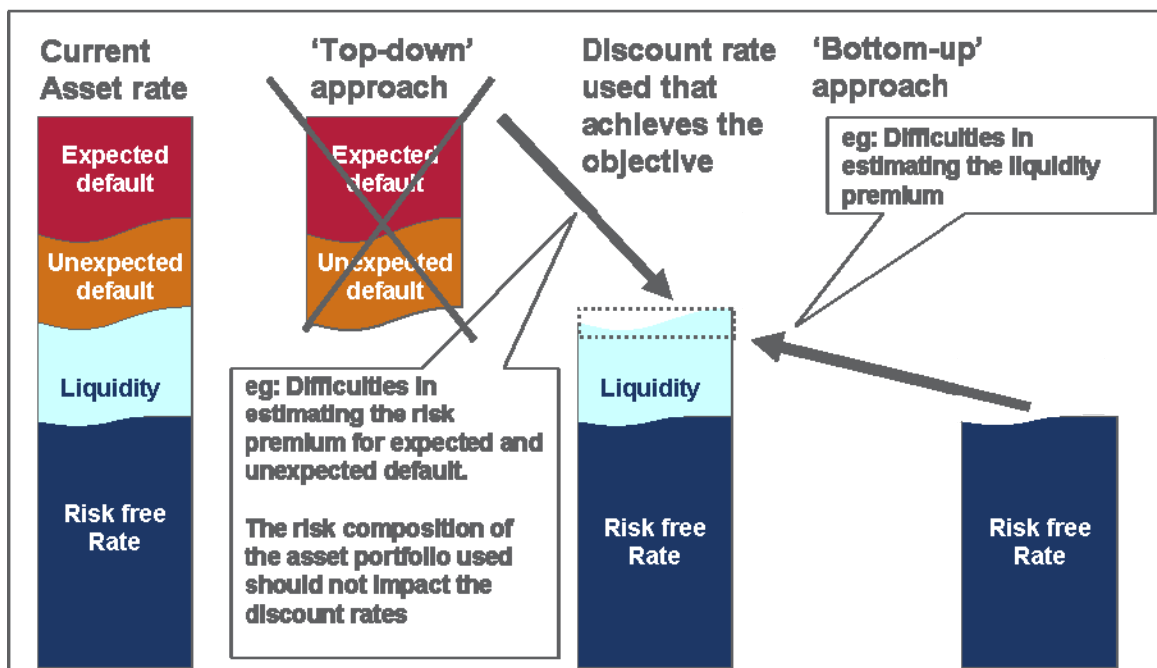 Current
Asset rate
Expected
default
Unexpected
default
Liquidity
Risk free
Rate
‘Top-down’
approach
Expected
default
Unexpected
default
eg: Difficulties in
estimating the risk
premium for expected and
unexpected default.
The risk composition of
the asset portfolio used
should not impact the
discount rates
Discount rate
used that
achieves the
objective
Liquidity
Risk free
Rate
‘Bottom-up’
approach
eg: Difficulties in
estimating the liquidity
premium
Risk free
Rate